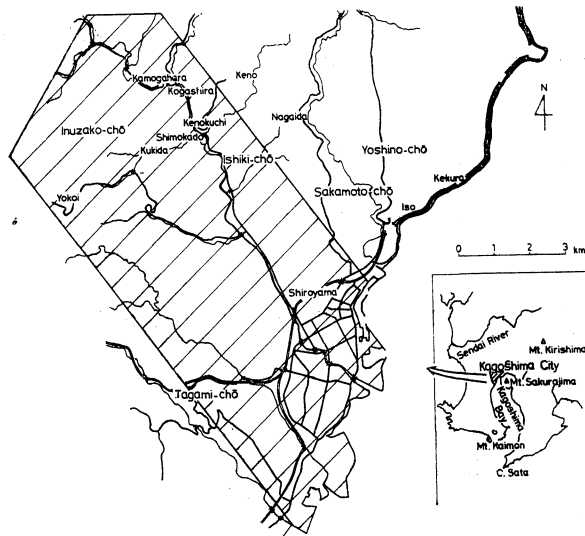 Kamogahara
Kogashira
Keno
Kenokuchi
Inuzako-chō
Shimokado
Kukida
Ishiki-chō
Nagaida
Yoshino-chō
Yokoi
Sakamoto-chō
Kekura
Iso
Shiroyama
Tagami-chō
N
0 1 2 3 km
Sendai River
Mt. Kirishima
Kagoshima City
Mt. Sakurajima
Kagoshima
Bay
Mt. Kaimon
C. Sata